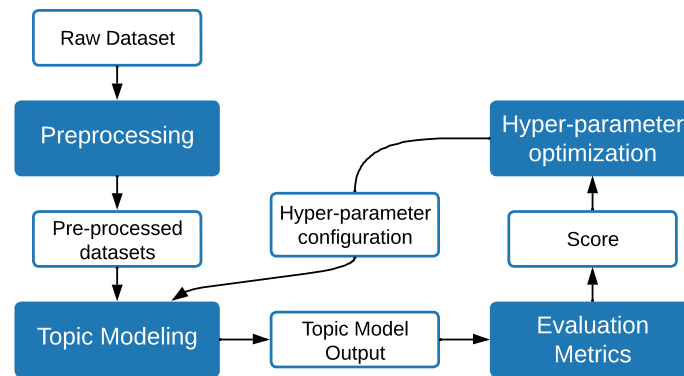 Raw Dataset
Preprocessing
Pre-processed
datasets
Topic Modeling
Hyper-parameter
configuration
Topic Model
Output
Hyper-parameter
optimization
Score
Evaluation
Metrics